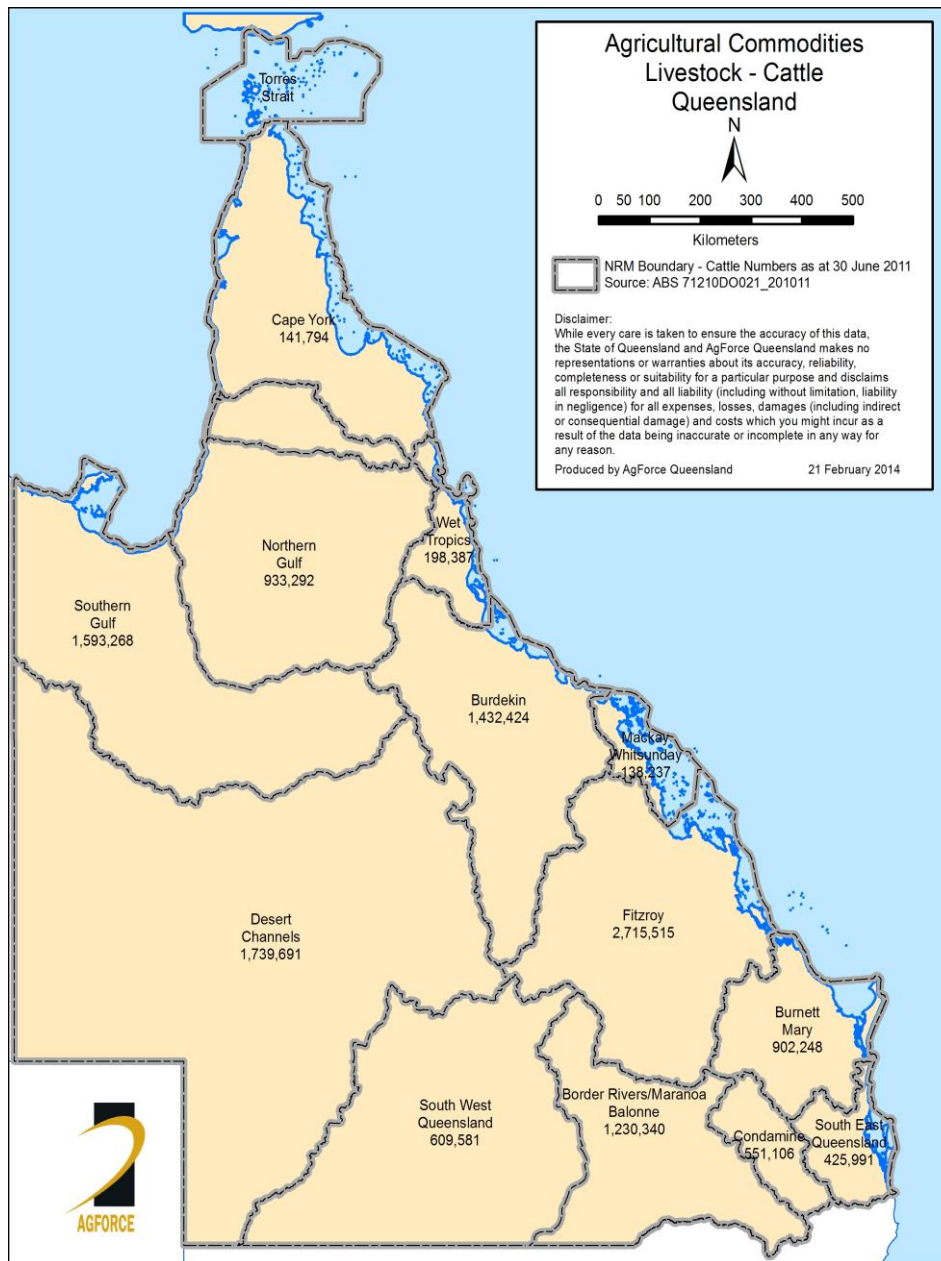 Agricultural Commodities
Livestock - Cattle
Queensland
N
0 50 100 200 300 400 500
Kilometers
NRM Boundary - Cattle Numbers as at 30 June 2011
Source: ABS 71210DO021_201011
Disclaimer:
While every care is taken to ensure the accuracy of this data,
the State of Queensland and AgForce Queensland makes no
representations or warranties about its accuracy, reliability,
completeness or suitability for a particular purpose and disclaims
all responsibility and all liability (including without limitation, liability
in negligence) for all expenses, losses, damages (including indirect
or consequential damage) and costs which you might incur as a
result of the data being inaccurate or incomplete in any way for
any reason.
Produced by AgForce Queensland 21 February 2014
Torres
Strait
Cape York
141,794
Wet
Tropics
198,387
Northern
Gulf
933,292
Southern
Gulf
1,593,268
Burdekin
1,432,424
Mackay
Whitsunday
138,237
Fitzroy
2,715,515
Desert
Channels
1,739,691
Burnett
Mary
902,248
South West
Queensland
609,581
Border Rivers/Maranoa
Balonne
1,230,340
Condamine
551,106
South East
Queensland
425,991
AGFORCE